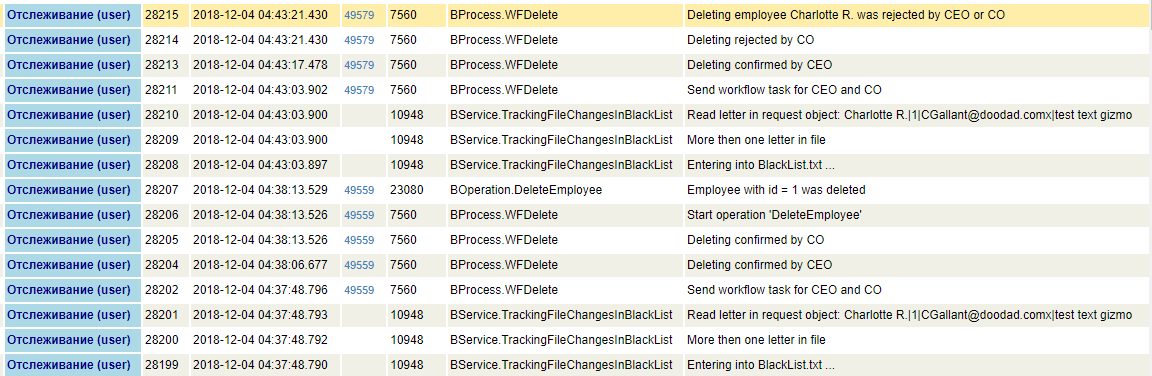 Отслеживание (user) 28215 2018-12-04 04:43:21.430 49579 7560 BProcess.WFDelete Deleting employee Charlotte R. was rejected by CEO or CO
Отслеживание (user) 28214 2018-12-04 04:43:21.430 49579 7560 BProcess.WFDelete Deleting rejected by CO
Отслеживание (user) 28213 2018-12-04 04:43:17.478 49579 7560 BProcess.WFDelete Deleting confirmed by CEO
Отслеживание (user) 28211 2018-12-04 04:43:03.902 49579 7560 BProcess.WFDelete Send workflow task for CEO and CO
Отслеживание (user) 28210 2018-12-04 04:43:03.900 10948 BService.TrackingFileChangesInBlackList Read letter in request object: Charlotte R.|1|CGallant@doodad.comx|test text gizmo
Отслеживание (user) 28209 2018-12-04 04:43:03.900 10948 BService.TrackingFileChangesInBlackList More then one letter in file
Отслеживание (user) 28208 2018-12-04 04:43:03.897 10948 BService.TrackingFileChangesInBlackList Entering into BlackList.txt ...
Отслеживание (user) 28207 2018-12-04 04:38:13.529 49559 23080 BOperation.DeleteEmployee Employee with id = 1 was deleted
Отслеживание (user) 28206 2018-12-04 04:38:13.526 49559 7560 BProcess.WFDelete Start operation 'DeleteEmployee'
Отслеживание (user) 28205 2018-12-04 04:38:13.526 49559 7560 BProcess.WFDelete Deleting confirmed by CO
Отслеживание (user) 28204 2018-12-04 04:38:06.677 49559 7560 BProcess.WFDelete Deleting confirmed by CEO
Отслеживание (user) 28202 2018-12-04 04:37:48.796 49559 7560 BProcess.WFDelete Send workflow task for CEO and CO
Отслеживание (user) 28201 2018-12-04 04:37:48.793 10948 BService.TrackingFileChangesInBlackList Read letter in request object: Charlotte R.|1|CGallant@doodad.comx|test text gizmo
Отслеживание (user) 28200 2018-12-04 04:37:48.792 10948 BService.TrackingFileChangesInBlackList More then one letter in file
Отслеживание (user) 28199 2018-12-04 04:37:48.790 10948 BService.TrackingFileChangesInBlackList Entering into BlackList.txt ...